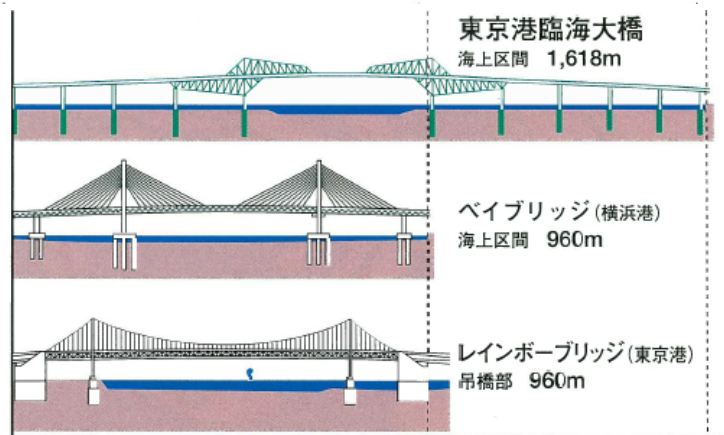 東京港臨海大橋
海上区間 1,618m
ベイブリッジ(横浜港)
海上区間 960m
レインボーブリッジ(東京港)
吊橋部 960m